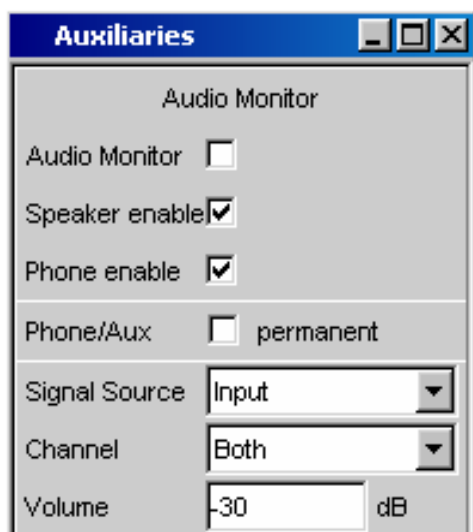 Auxiliaries
Audio Monitor
Audio Monitor
Speaker enable
Phone enable
Phone/Aux permanent
Signal Source Input
Channel Both
Volume -30 dB